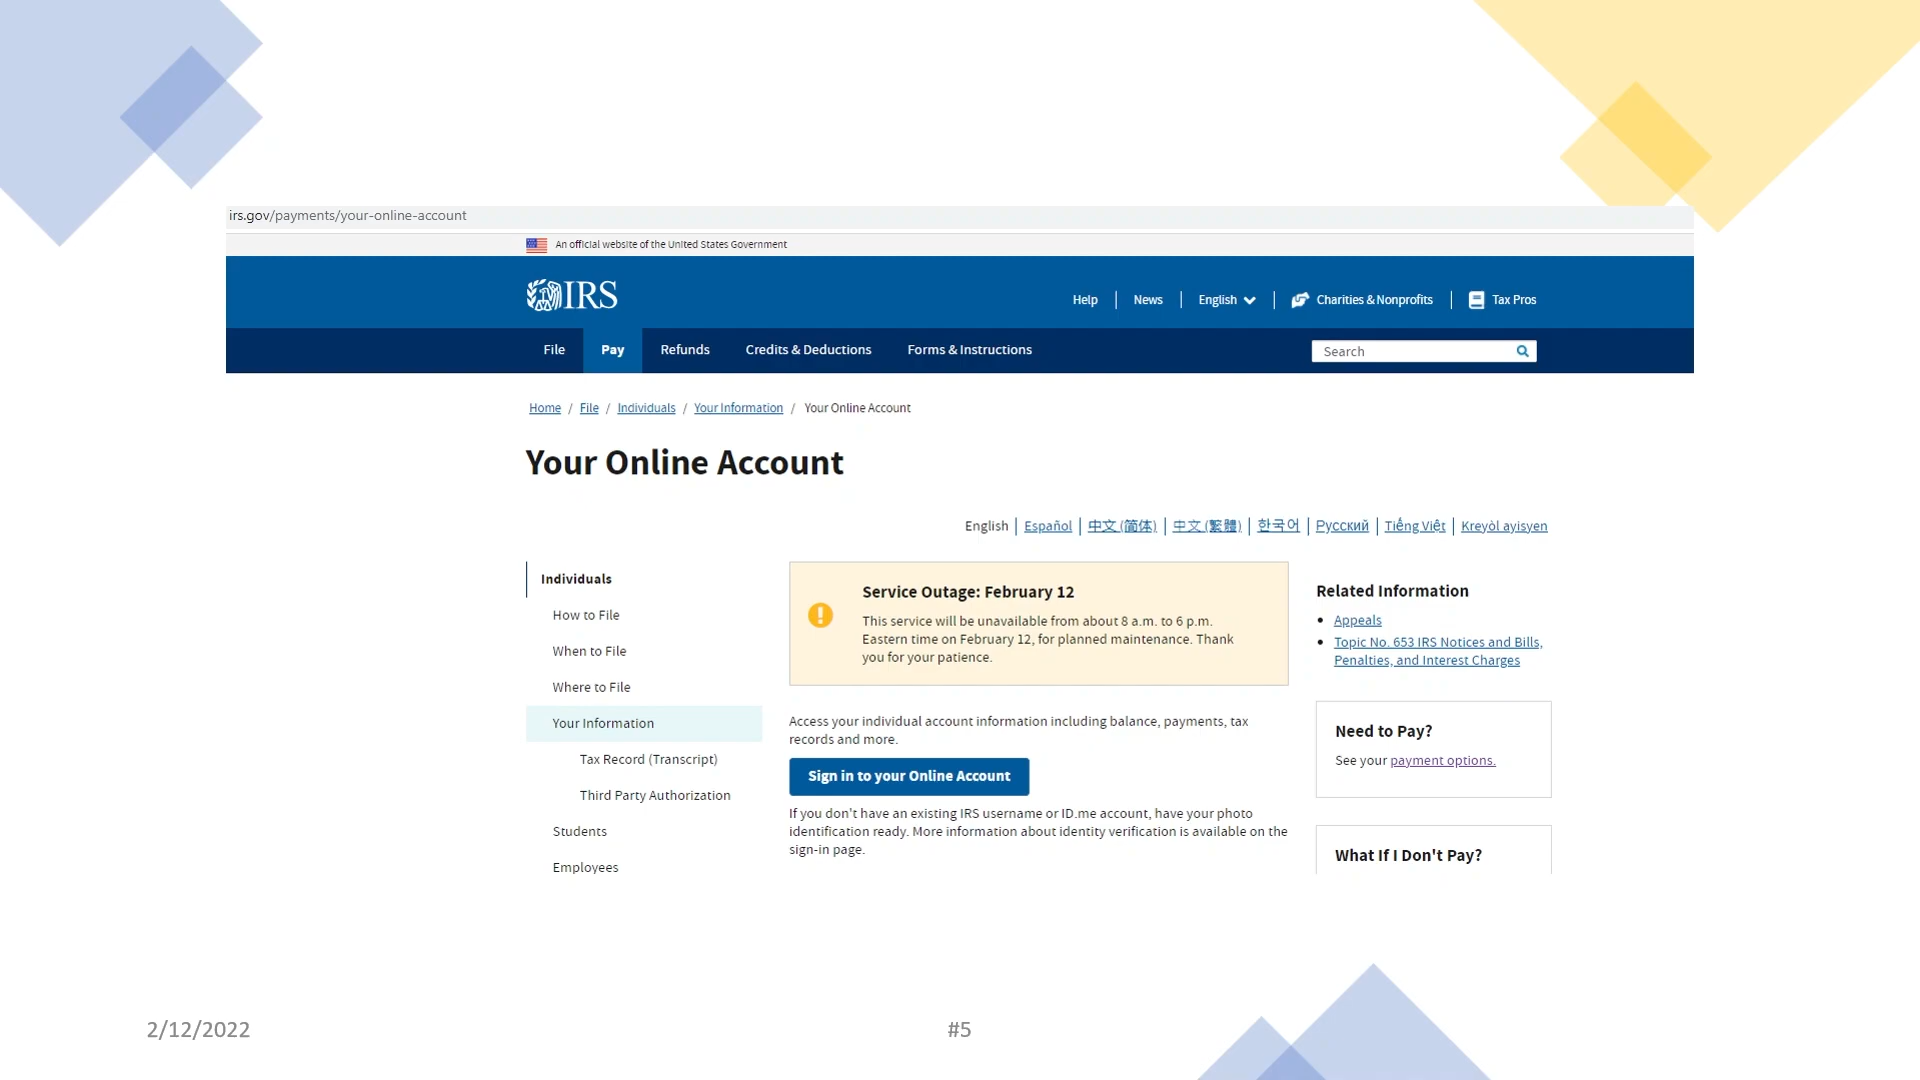 irs.gov/payments/your-online-account
An official website of the United States Government
IRS
Help
News
English
Charities & Nonprofits
Tax Pros
File
Pay
Refunds
Credits & Deductions
Forms & Instructions
Search
Home / File / Individuals / Your Information / Your Online Account
Your Online Account
English | Español | 中文 (简体) | 中文 (繁體) | 한국어 | Русский | Tiếng Việt | Kreyòl ayisyen
Individuals
How to File
When to File
Where to File
Your Information
Tax Record (Transcript)
Third Party Authorization
Students
Employees
Service Outage: February 12
This service will be unavailable from about 8 a.m. to 6 p.m.
Eastern time on February 12, for planned maintenance. Thank
you for your patience.
Access your individual account information including balance, payments, tax
records and more.
Sign in to your Online Account
If you don't have an existing IRS username or ID.me account, have your photo
identification ready. More information about identity verification is available on the
sign-in page.
Related Information
• Appeals
• Topic No. 653 IRS Notices and Bills,
Penalties, and Interest Charges
Need to Pay?
See your payment options.
What If I Don't Pay?
2/12/2022
#5